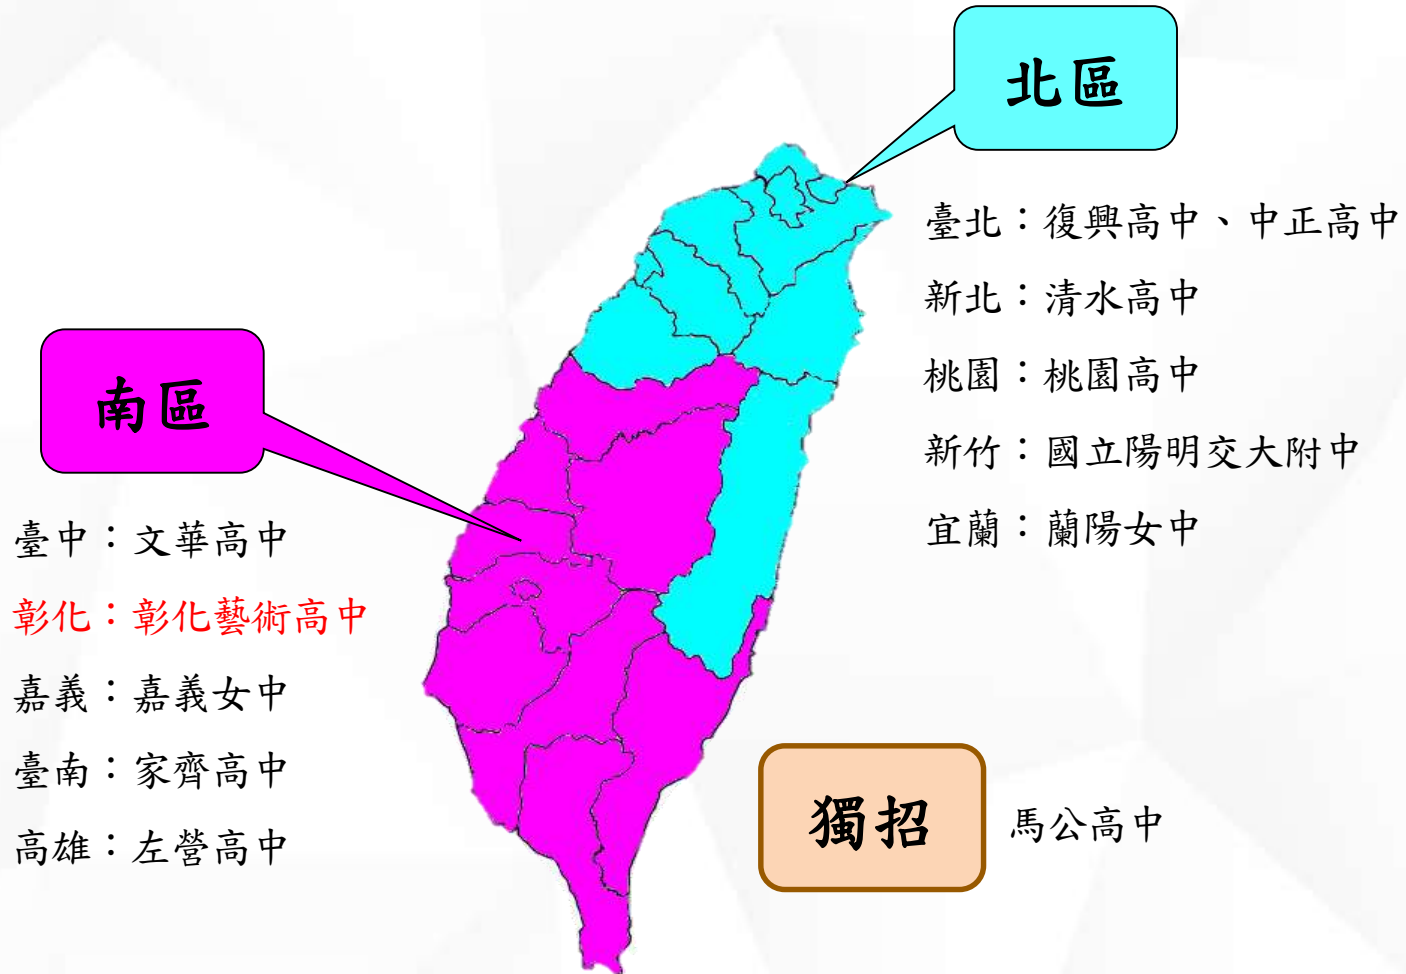 北區
臺北：復興高中、中正高中
新北：清水高中
桃園：桃園高中
新竹：國立陽明交大附中
宜蘭：蘭陽女中
南區
臺中：文華高中
彰化：彰化藝術高中
嘉義：嘉義女中
臺南：家齊高中
高雄：左營高中
獨招
馬公高中